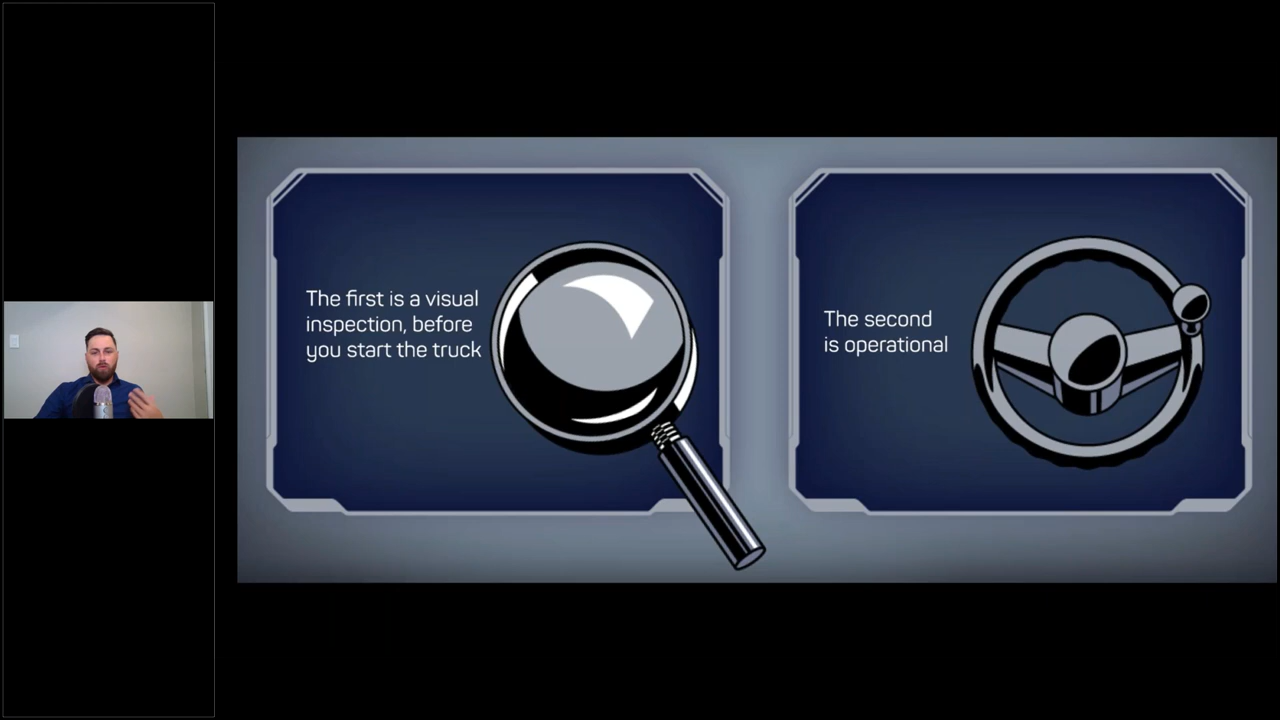 The first is a visual
inspection, before
you start the truck
The second
is operational